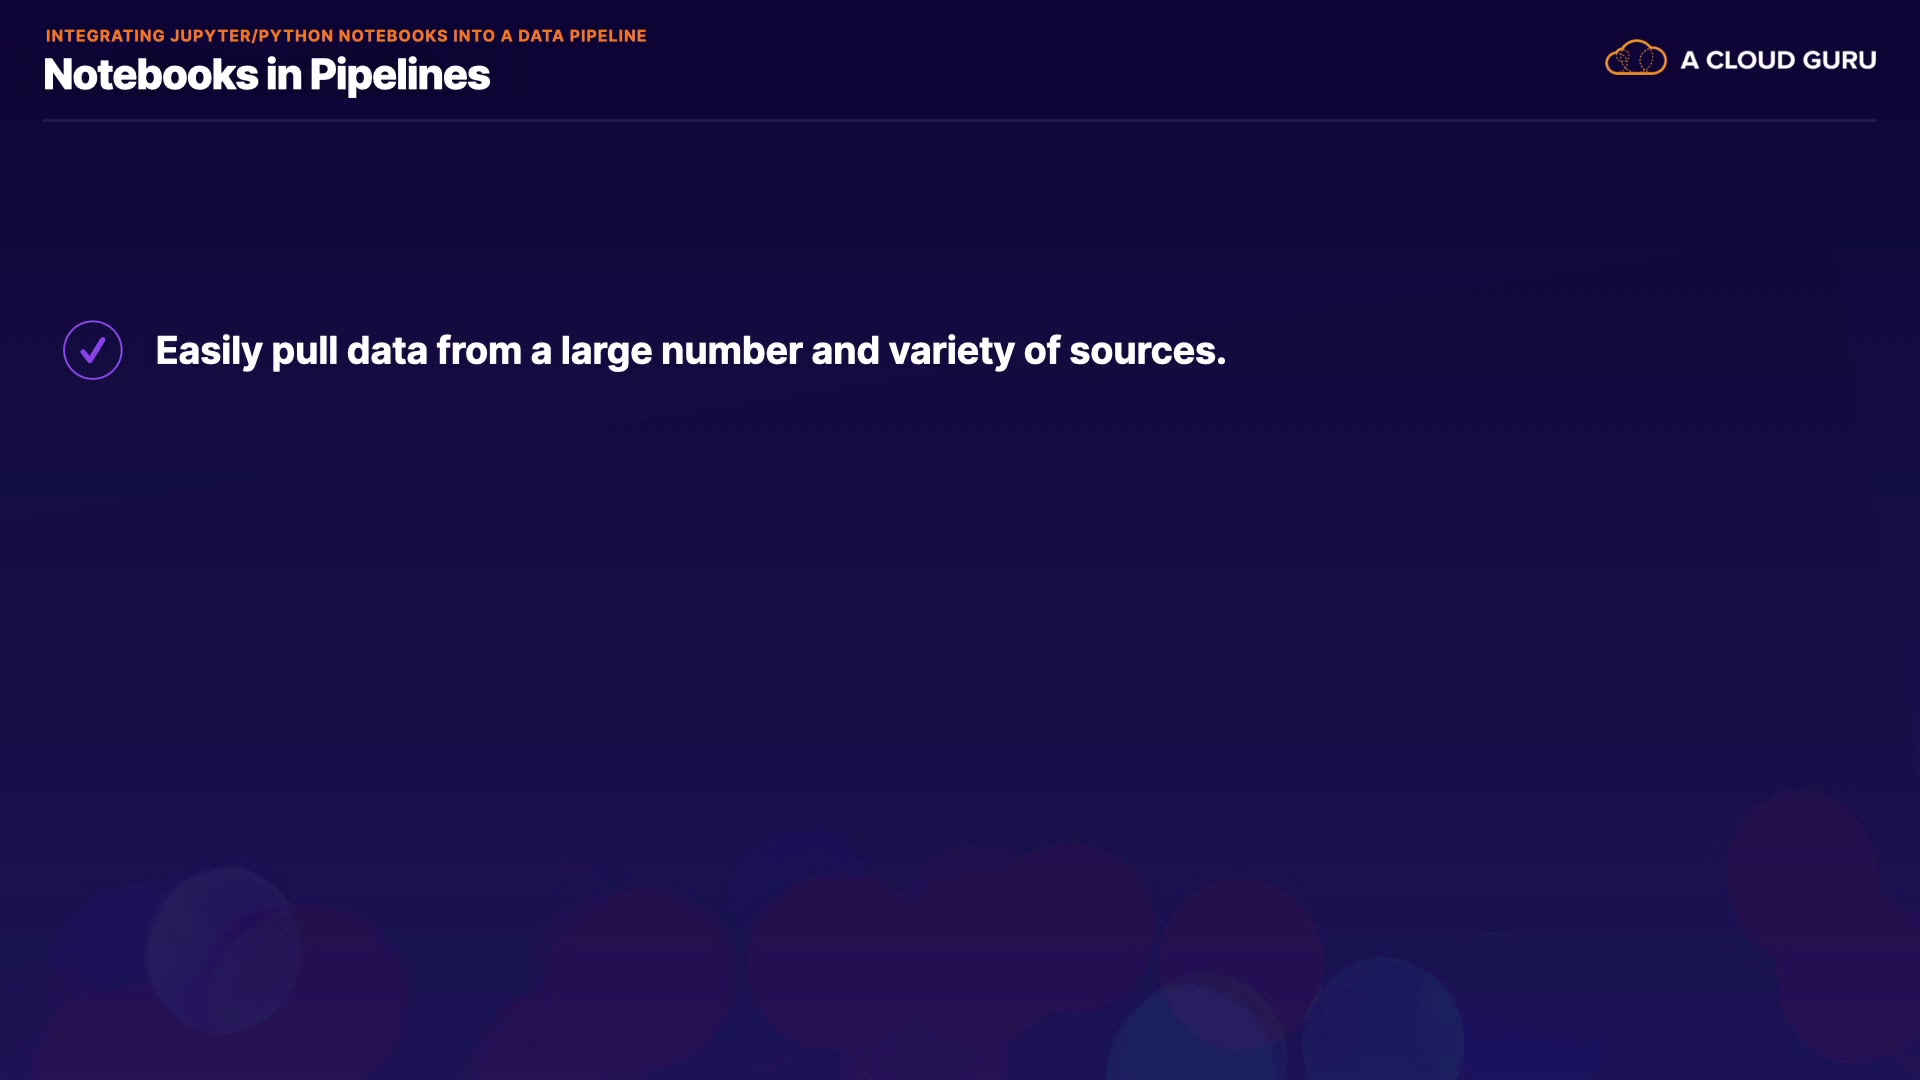 INTEGRATING JUPYTER/PYTHON NOTEBOOKS INTO A DATA PIPELINE
Notebooks in Pipelines
A CLOUD GURU
Easily pull data from a large number and variety of sources.